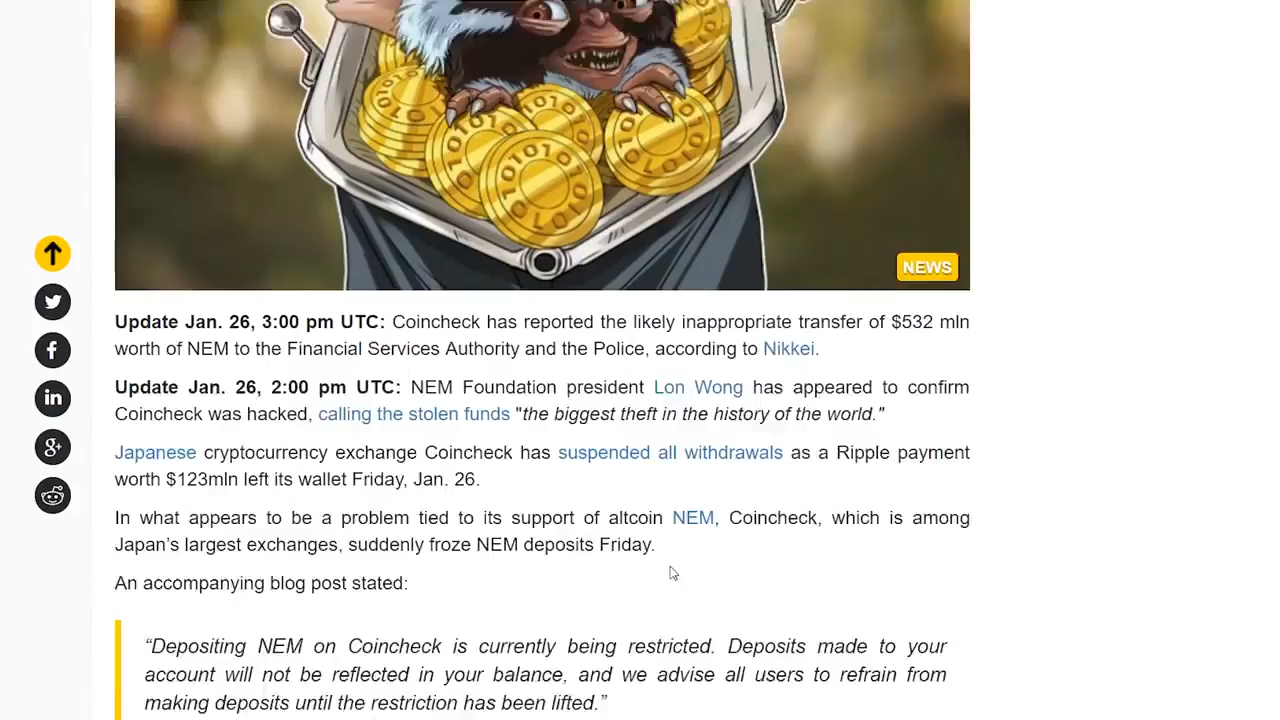 NEWS
Update Jan. 26, 3:00 pm UTC: Coincheck has reported the likely inappropriate transfer of $532 mln
worth of NEM to the Financial Services Authority and the Police, according to Nikkei.
Update Jan. 26, 2:00 pm UTC: NEM Foundation president Lon Wong has appeared to confirm
Coincheck was hacked, calling the stolen funds "the biggest theft in the history of the world."
Japanese cryptocurrency exchange Coincheck has suspended all withdrawals as a Ripple payment
worth $123mln left its wallet Friday, Jan. 26.
In what appears to be a problem tied to its support of altcoin NEM, Coincheck, which is among
Japan’s largest exchanges, suddenly froze NEM deposits Friday.
An accompanying blog post stated:
“Depositing NEM on Coincheck is currently being restricted. Deposits made to your
account will not be reflected in your balance, and we advise all users to refrain from
making deposits until the restriction has been lifted.”